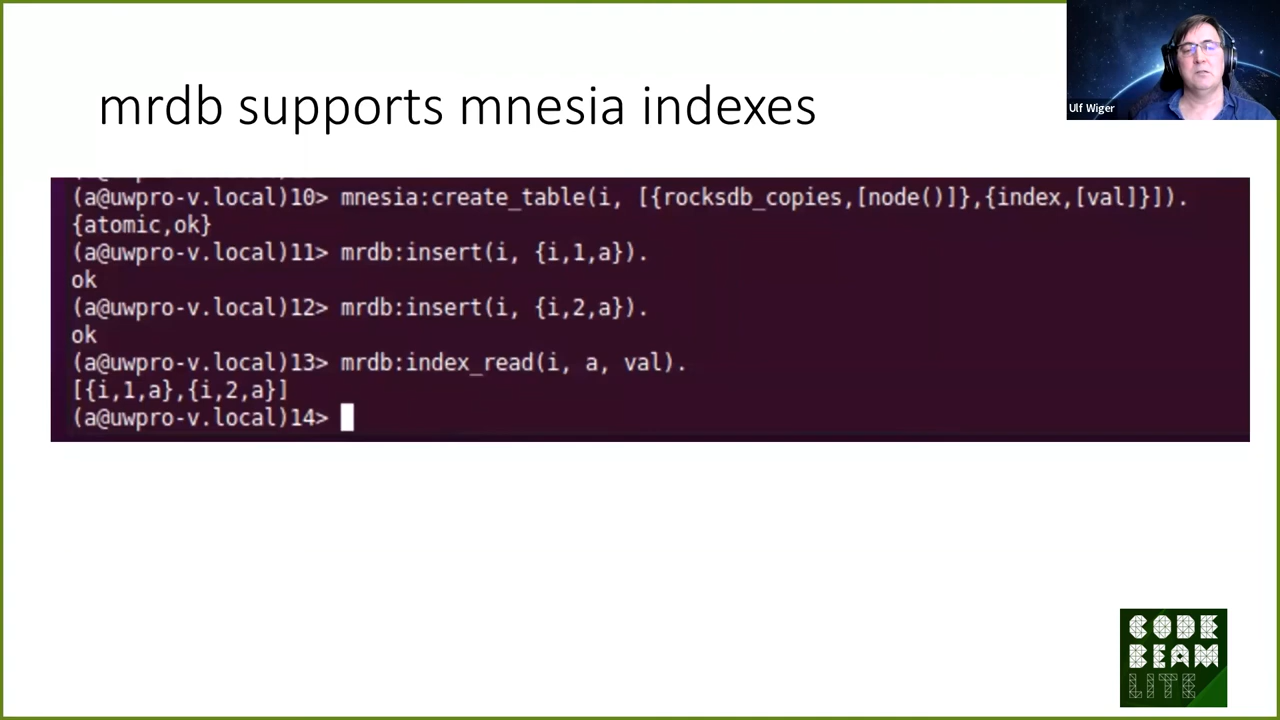 Ulf Wiger
mrdb supports mnesia indexes
(a@uwpro-v.local)10> mnesia:create_table(i, [{rocksdb_copies,[node()]},{index,[val]}]).
{atomic,ok}
(a@uwpro-v.local)11> mrdb:insert(i, {i,1,a}).
ok
(a@uwpro-v.local)12> mrdb:insert(i, {i,2,a}).
ok
(a@uwpro-v.local)13> mrdb:index_read(i, a, val).
[{i,1,a},{i,2,a}]
(a@uwpro-v.local)14>
CODE
BEAM
LITE